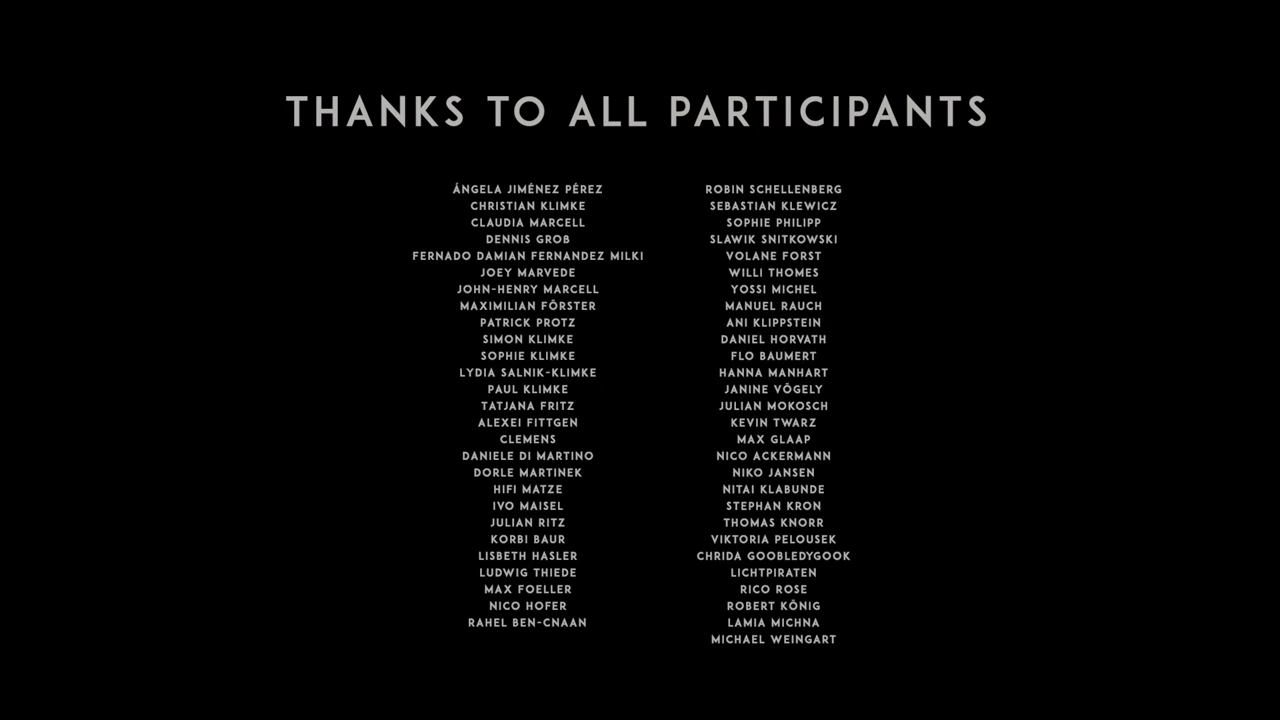 THANKS TO ALL PARTICIPANTS
ÁNGELA JIMÉNEZ PÉREZ
CHRISTIAN KLIMKE
CLAUDIA MARCELL
DENNIS GROB
FERNADO DAMIAN FERNANDEZ MILKI
JOEY MARVEDE
JOHN-HENRY MARCELL
MAXIMILIAN FÖRSTER
PATRICK PROTZ
SIMON KLIMKE
SOPHIE KLIMKE
LYDIA SALNIK-KLIMKE
PAUL KLIMKE
TATJANA FRITZ
ALEXEI FITTGEN
CLEMENS
DANIELE DI MARTINO
DORLE MARTINEK
HIFI MATZE
IVO MAISEL
JULIAN RITZ
KORBI BAUR
LISBETH HASLER
LUDWIG THIEDE
MAX FOELLER
NICO HOFER
RAHEL BEN-CNAAN
ROBIN SCHELLENBERG
SEBASTIAN KLEWICZ
SOPHIE PHILIPP
SLAWIK SNITKOWSKI
VOLANE FORST
WILLI THOMES
YOSSI MICHEL
MANUEL RAUCH
ANI KLIPPSTEIN
DANIEL HORVATH
FLO BAUMERT
HANNA MANHART
JANINE VÖGELY
JULIAN MOKOSCH
KEVIN TWARZ
MAX GLAAP
NICO ACKERMANN
NIKO JANSEN
NITAI KLABUNDE
STEPHAN KRON
THOMAS KNORR
VIKTORIA PELOUSEK
CHRIDA GOOBLEDYGOOK
LICHTPIRATEN
RICO ROSE
ROBERT KÖNIG
LAMIA MICHNA
MICHAEL WEINGART